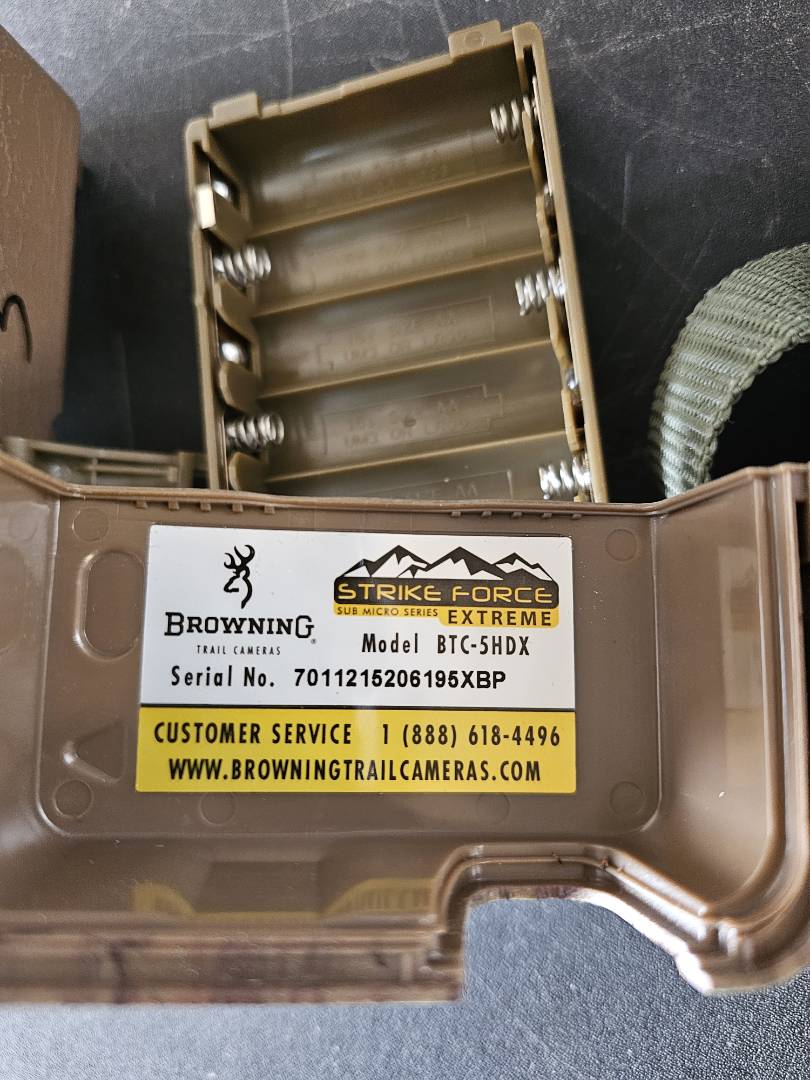 STRIKE FORCE
SUB MICRO SERIES EXTREME
BROWNING
TRAIL CAMERAS
Model BTC-5HDX
Serial No. 7011215206195XBP
CUSTOMER SERVICE 1 (888) 618-4496
WWW.BROWNINGTRAILCAMERAS.COM